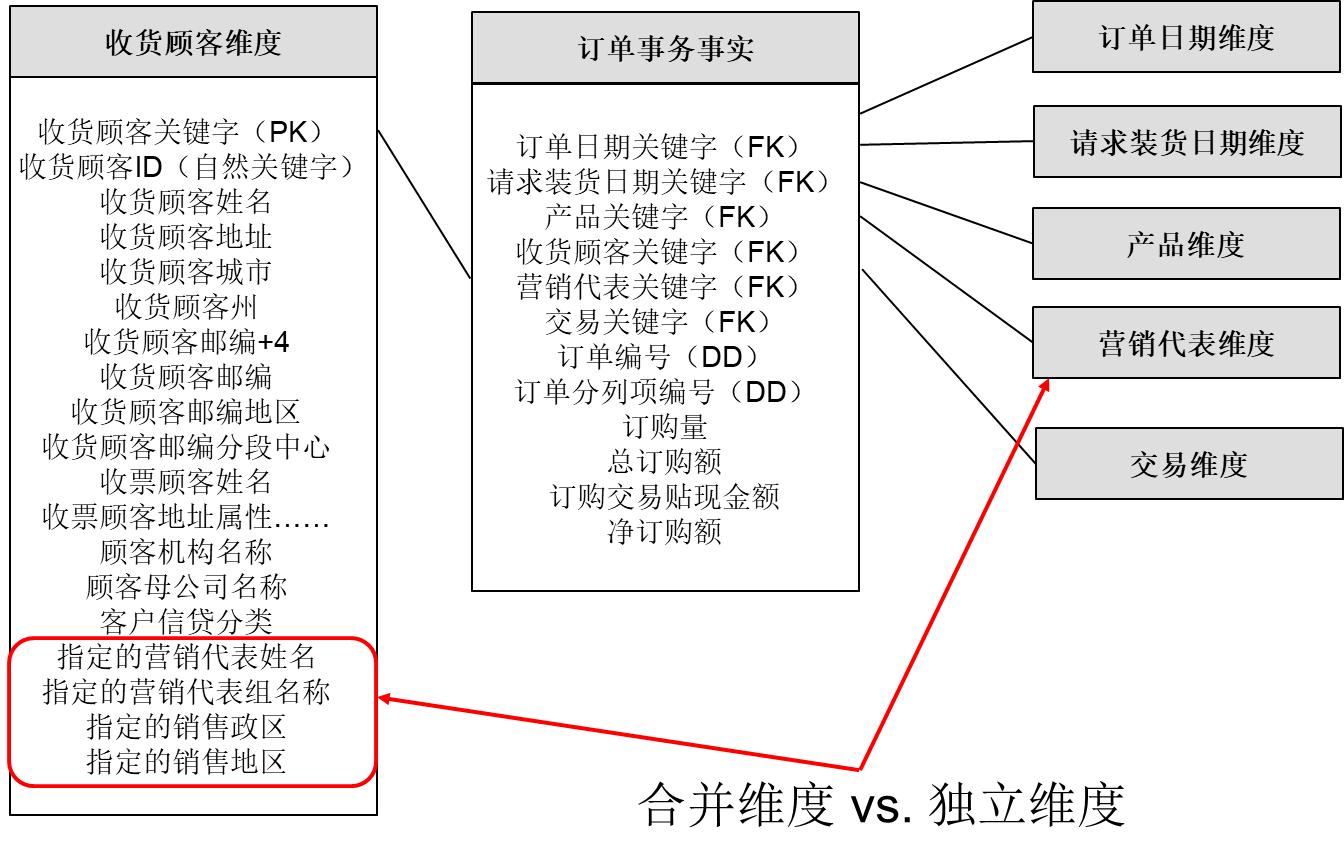 收货顾客维度
收货顾客关键字（PK）
收货顾客ID（自然关键字）
收货顾客姓名
收货顾客地址
收货顾客城市
收货顾客州
收货顾客邮编+4
收货顾客邮编
收货顾客邮编地区
收货顾客邮编分段中心
收票顾客姓名
收票顾客地址属性……
顾客机构名称
顾客母公司名称
客户信贷分类
指定的营销代表姓名
指定的营销代表组名称
指定的销售政区
指定的销售地区
订单事务事实
订单日期关键字（FK）
请求装货日期关键字（FK）
产品关键字（FK）
收货顾客关键字（FK）
营销代表关键字（FK）
交易关键字（FK）
订单编号（DD）
订单分列项编号（DD）
订购量
总订购额
订购交易贴现金额
净订购额
订单日期维度
请求装货日期维度
产品维度
营销代表维度
交易维度
合并维度 vs. 独立维度